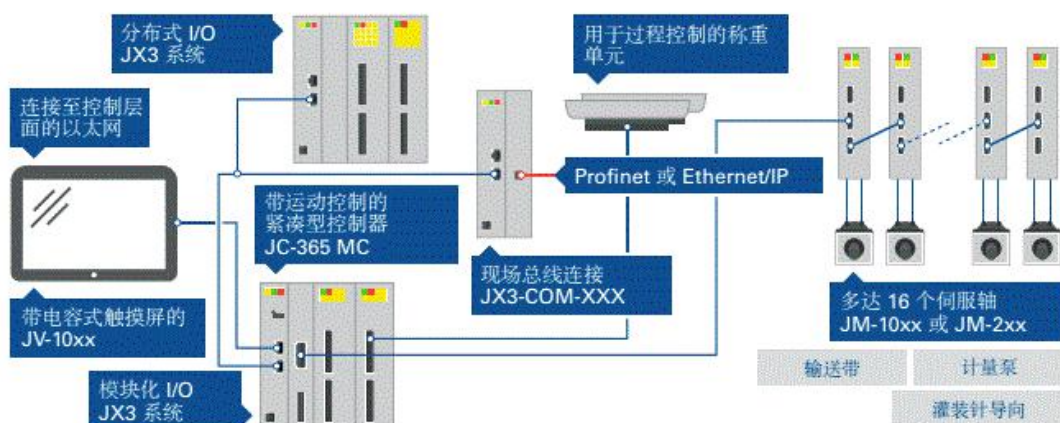 分布式 I/O
JX3 系统
用于过程控制的称重
单元
连接至控制层
面的以太网
Profinet 或 Ethernet/IP
带运动控制的
紧凑型控制器
JC-365 MC
现场总线连接
JX3-COM-XXX
带电容式触摸屏的
JV-10xx
多达 16 个伺服轴
JM-10xx 或 JM-2xx
模块化 I/O
JX3 系统
输送带
计量泵
灌装针导向